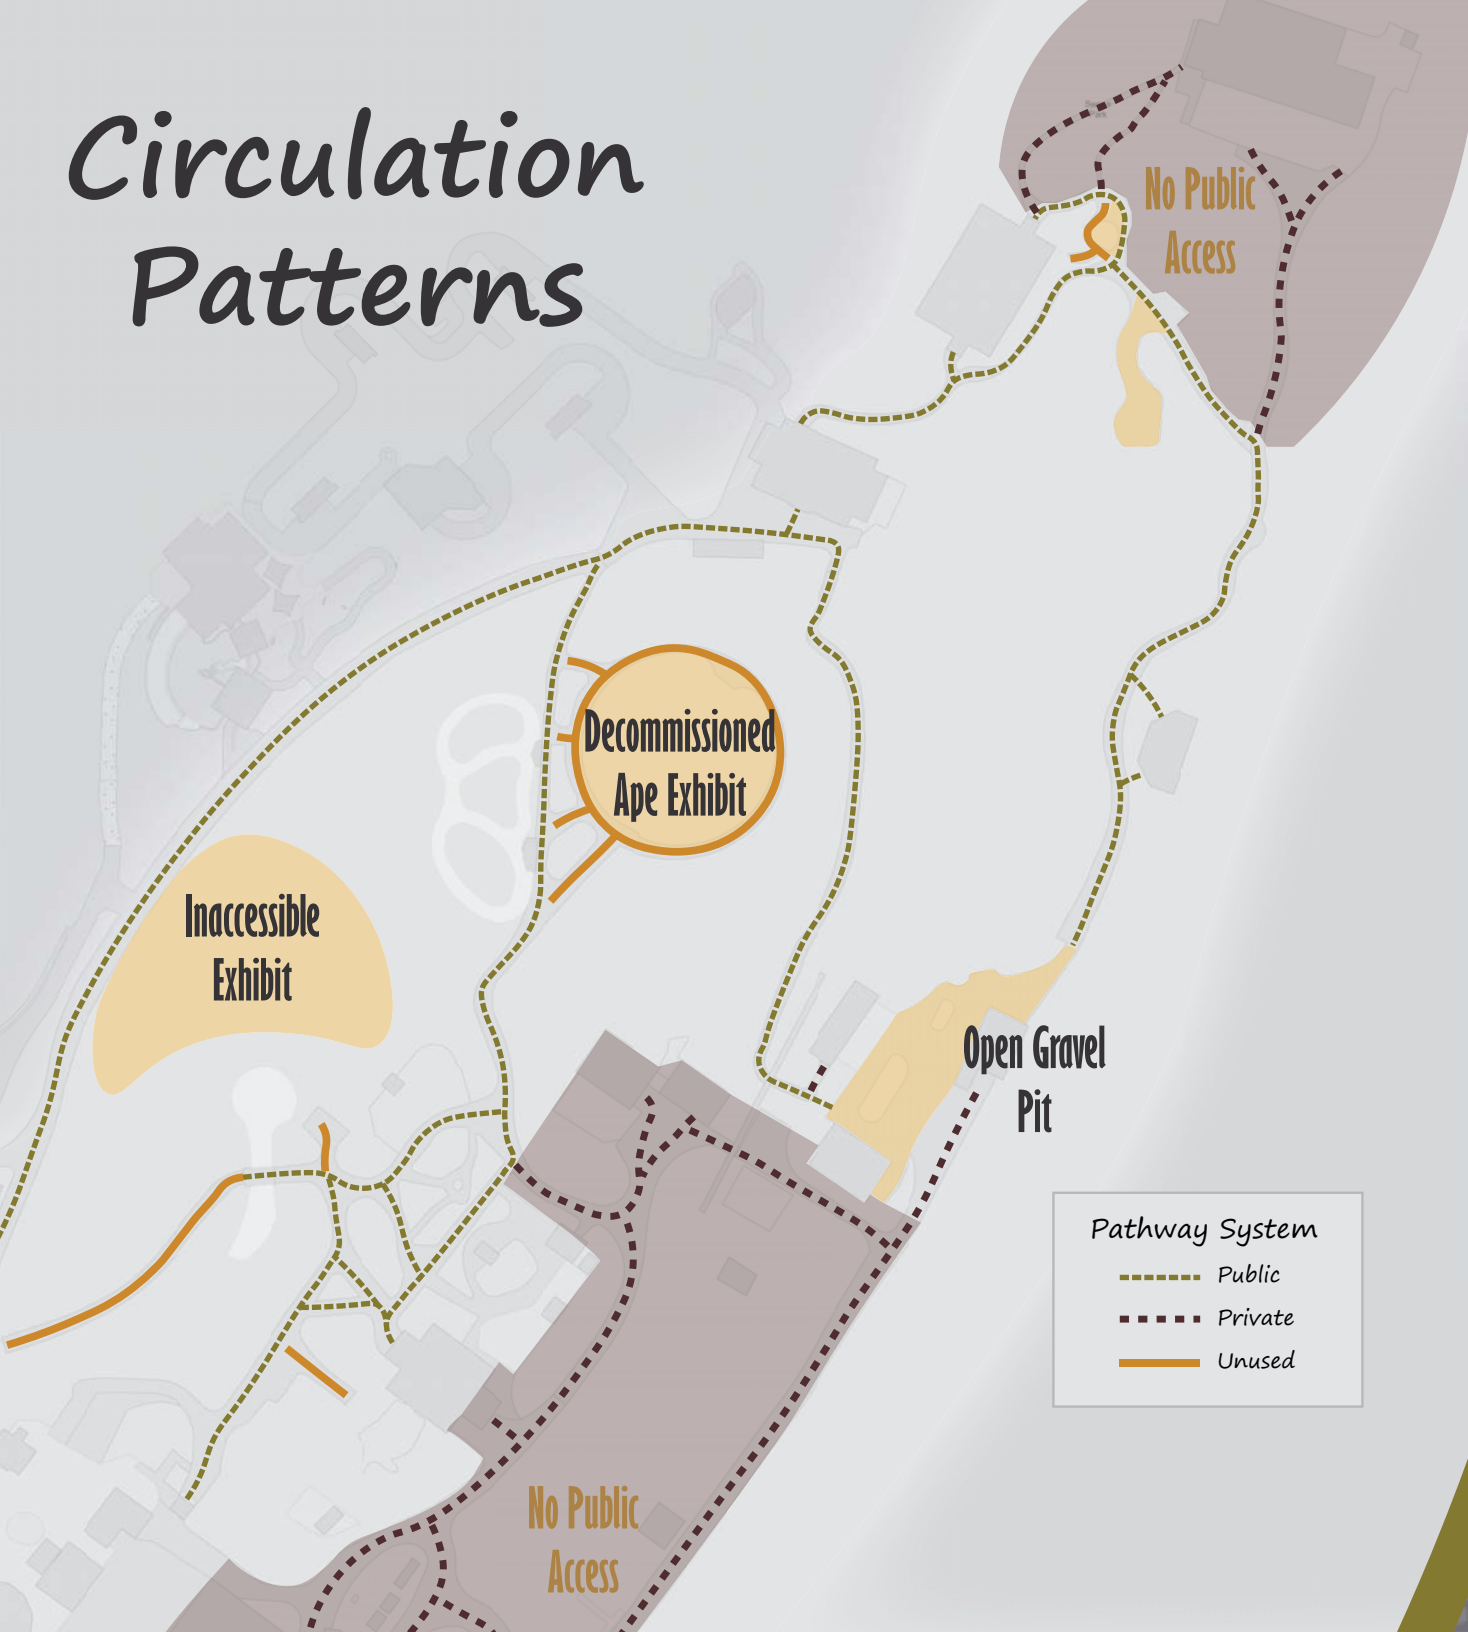 Circulation
Patterns
No Public
Access
Decommissioned
Ape Exhibit
Inaccessible
Exhibit
Open Gravel
Pit
Pathway System
Public
Private
Unused
No Public
Access